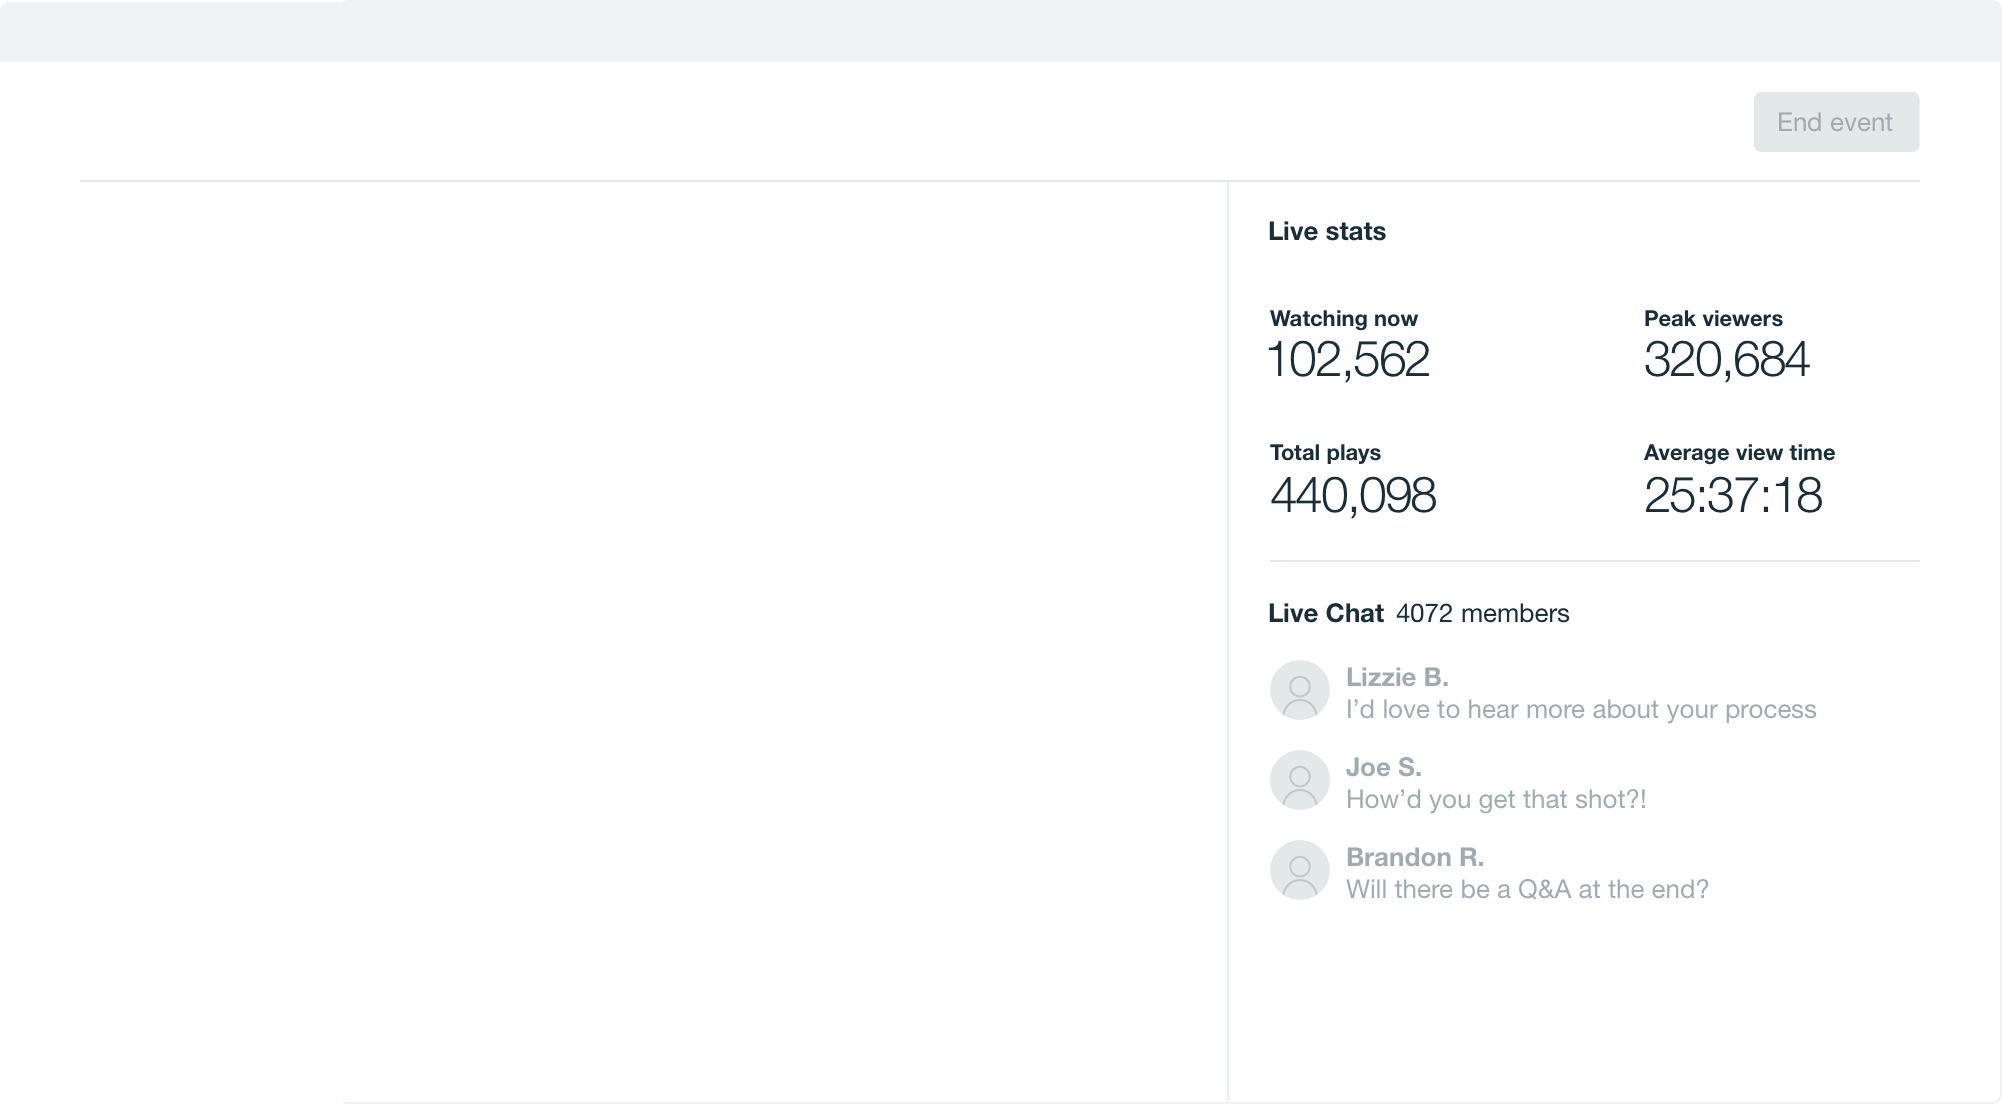 End event
Live stats
Watching now
102,562
Peak viewers
320,684
Total plays
440,098
Average view time
25:37:18
Live Chat 4072 members
Lizzie B.
I’d love to hear more about your process
Joe S.
How’d you get that shot?!
Brandon R.
Will there be a Q&A at the end?